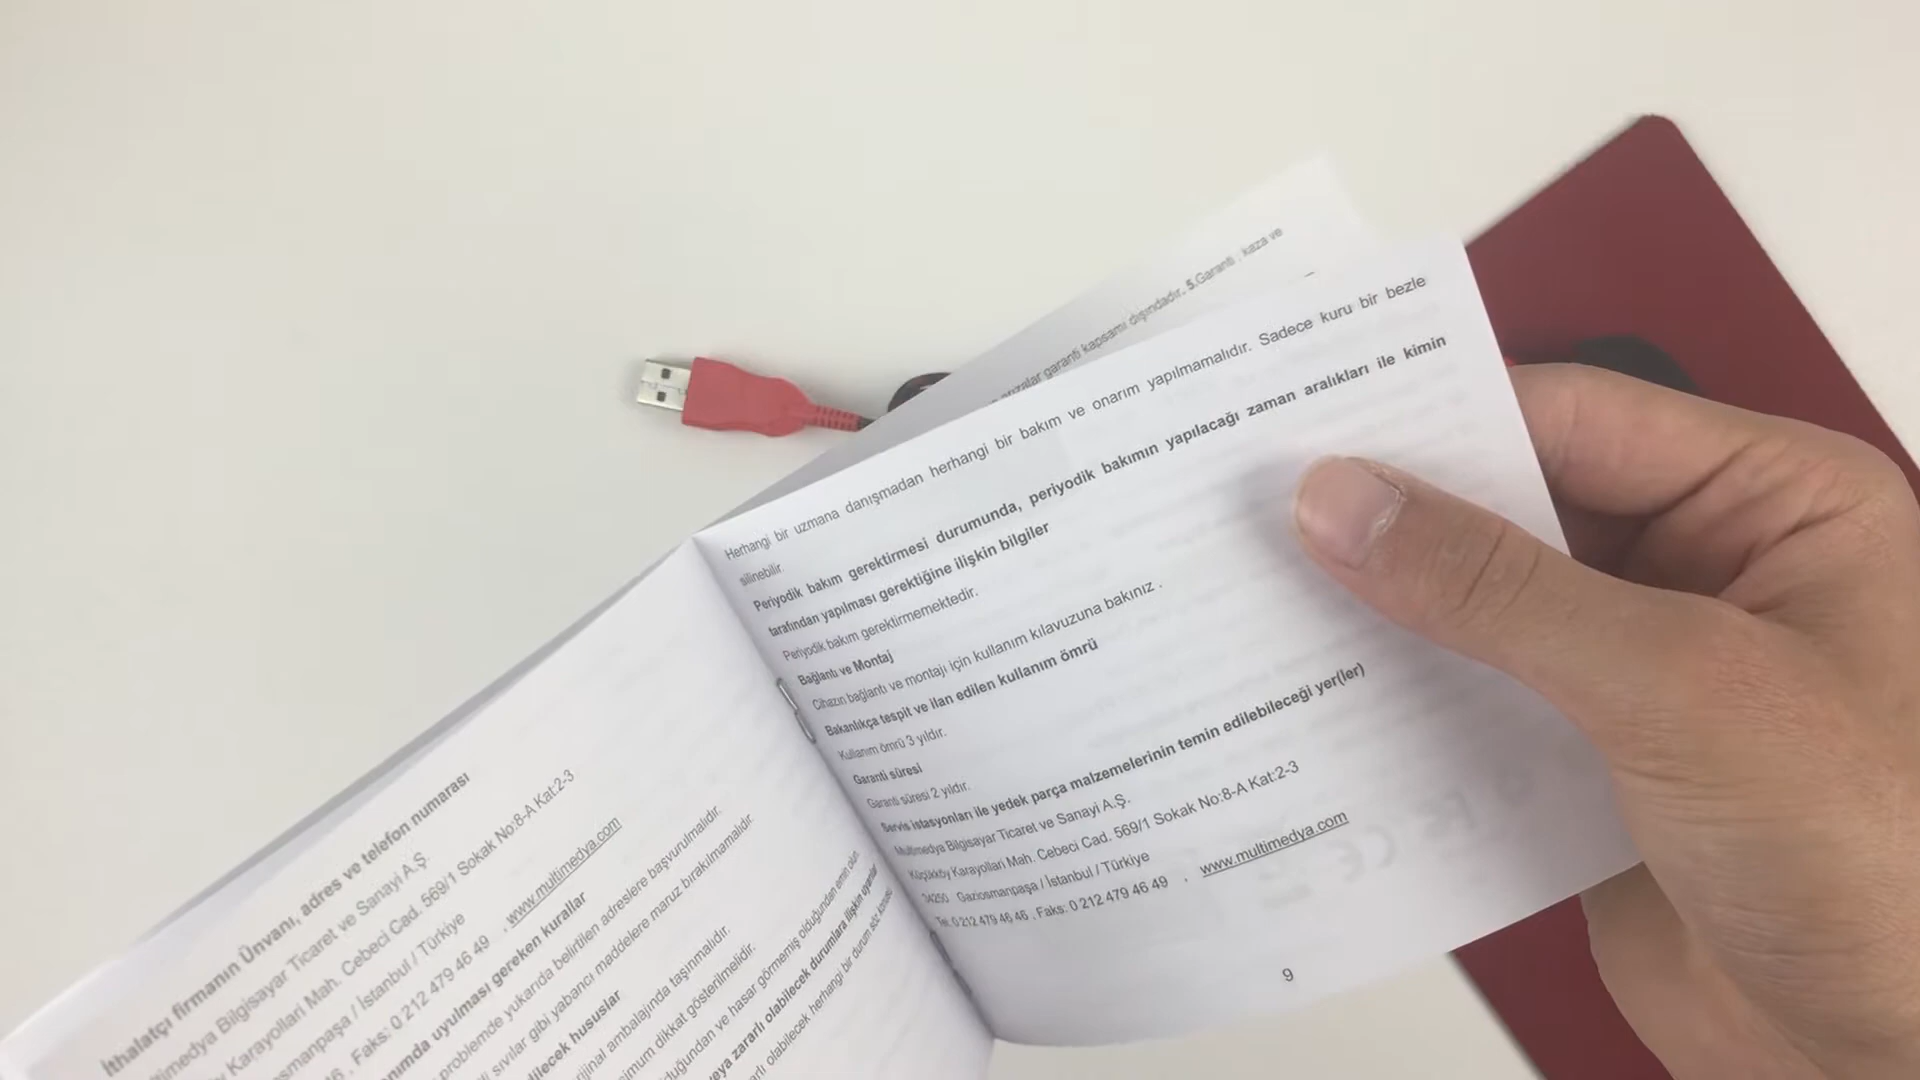 İthalatçı firmanın Ünvanı, adres ve telefon numarası
Bilgisayar Ticaret ve Sanayi A.Ş.
Karayolları Mah. Cebeci Cad. 569/1 Sokak No:8-A Kat:2-3
/ İstanbul / Türkiye
, Faks: 0 212 479 46 49 , www.multimedya.com
uyulması gereken kurallar
problemde yukarıda belirtilen adreslere başvurulmalıdır.
sıvılar gibi yabancı maddelere maruz bırakılmamalıdır.
hususlar
ambalajında taşınmalıdır.
dikkat gösterilmelidir.
ve hasar görmemiş olduğundan emin olun.
veya zararlı olabilecek durumlara ilişkin uyarılar
olabilecek herhangi bir durum söz konusu
garanti kapsamı dışındadır. 5.Garanti , kaza ve
Herhangi bir uzmana danışmadan herhangi bir bakım ve onarım yapılmamalıdır. Sadece kuru bir bezle
silinebilir.
Periyodik bakım gerektirmesi durumunda, periyodik bakımın yapılacağı zaman aralıkları ile kimin
tarafından yapılması gerektiğine ilişkin bilgiler
Periyodik bakım gerektirmemektedir.
Bağlantı ve Montaj
Cihazın bağlantı ve montajı için kullanım kılavuzuna bakınız .
Bakanlıkça tespit ve ilan edilen kullanım ömrü
Kullanım ömrü 3 yıldır.
Garanti süresi
Garanti süresi 2 yıldır.
Servis istasyonları ile yedek parça malzemelerinin temin edilebileceği yer(ler)
Multimedya Bilgisayar Ticaret ve Sanayi A.Ş.
Küçükköy Karayolları Mah. Cebeci Cad. 569/1 Sokak No:8-A Kat:2-3
34250 Gaziosmanpaşa / İstanbul / Türkiye
Tel: 0 212 479 46 46 , Faks: 0 212 479 46 49 , www.multimedya.com
9